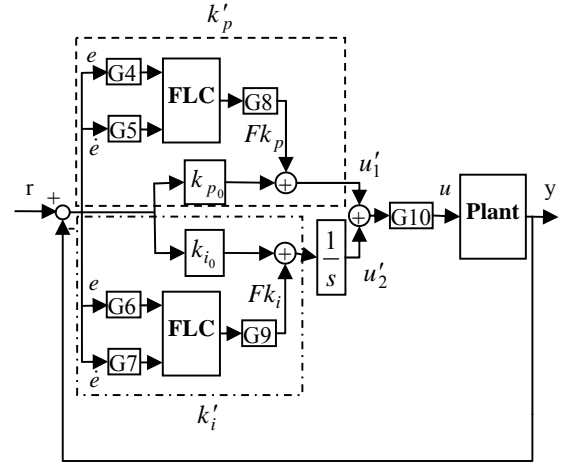 k′p
e
G4
FLC
G8
G5
ė
Fkp
u′1
kp0
r
+
+
u
Plant
y
+
G10
-
ki0
+
1/s
u′2
Fki
e
G6
FLC
G9
G7
ė
k′i